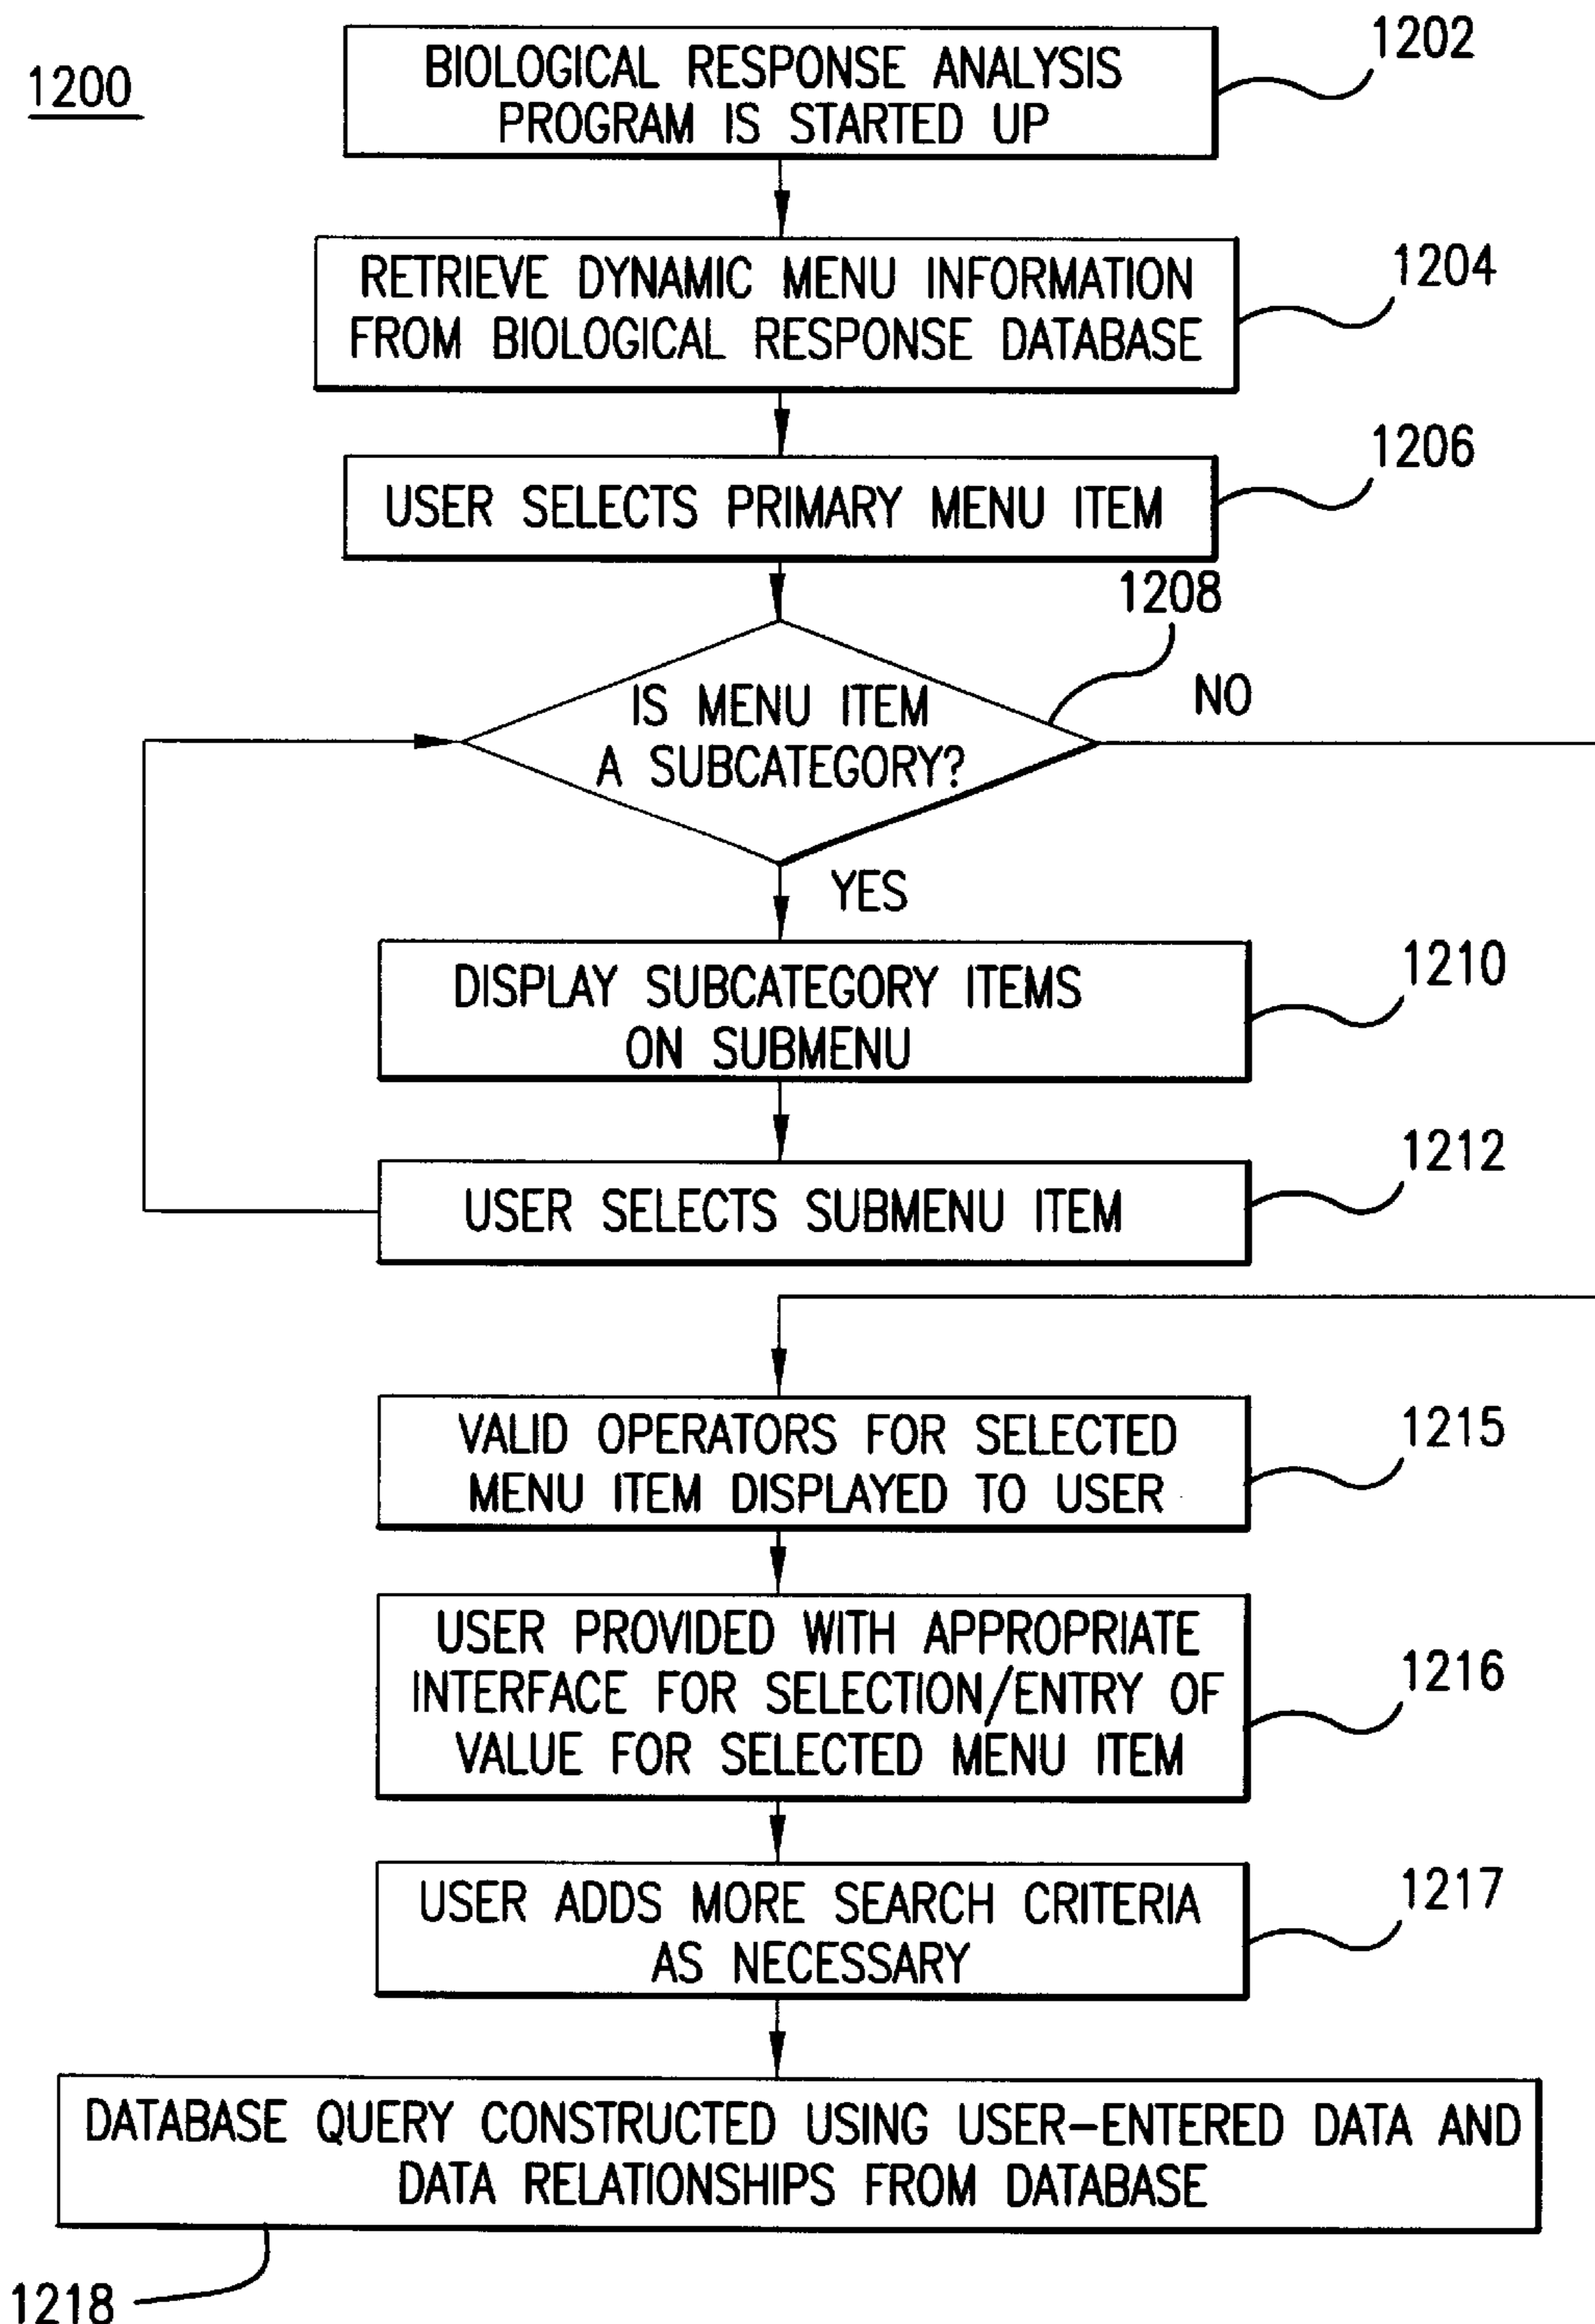 1200
BIOLOGICAL RESPONSE ANALYSIS
PROGRAM IS STARTED UP
1202
RETRIEVE DYNAMIC MENU INFORMATION
FROM BIOLOGICAL RESPONSE DATABASE
1204
USER SELECTS PRIMARY MENU ITEM
1206
1208
IS MENU ITEM
A SUBCATEGORY?
NO
YES
DISPLAY SUBCATEGORY ITEMS
ON SUBMENU
1210
USER SELECTS SUBMENU ITEM
1212
VALID OPERATORS FOR SELECTED
MENU ITEM DISPLAYED TO USER
1215
USER PROVIDED WITH APPROPRIATE
INTERFACE FOR SELECTION/ENTRY OF
VALUE FOR SELECTED MENU ITEM
1216
USER ADDS MORE SEARCH CRITERIA
AS NECESSARY
1217
DATABASE QUERY CONSTRUCTED USING USER-ENTERED DATA AND
DATA RELATIONSHIPS FROM DATABASE
1218